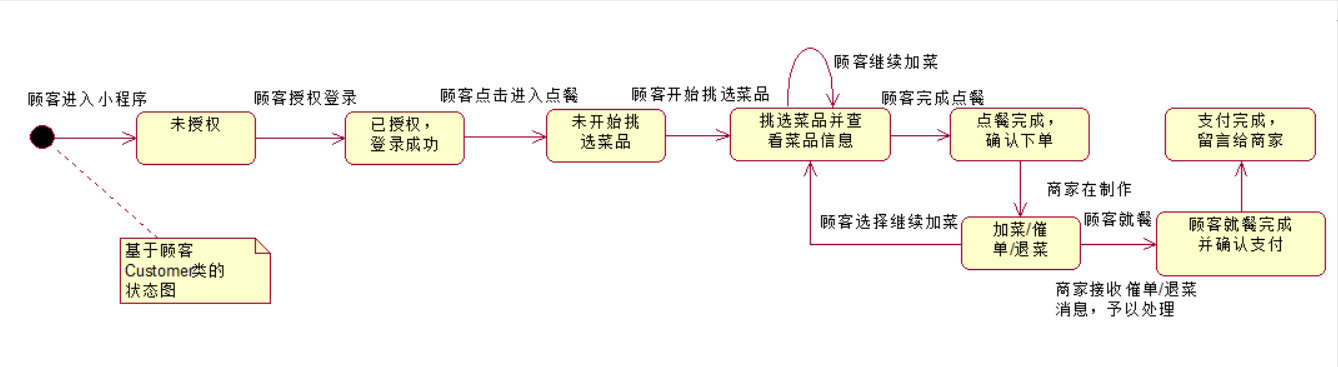 顾客进入小程序
未授权
顾客授权登录
已授权，
登录成功
顾客点击进入点餐
未开始挑
选菜品
顾客开始挑选菜品
挑选菜品并查
看菜品信息
顾客继续加菜
顾客完成点餐
点餐完成，
确认下单
商家在制作
加菜/催
单/退菜
顾客选择继续加菜
顾客就餐
商家接收催单/退菜
消息，予以处理
顾客就餐完成
并确认支付
支付完成，
留言给商家
基于顾客
Customer类的
状态图